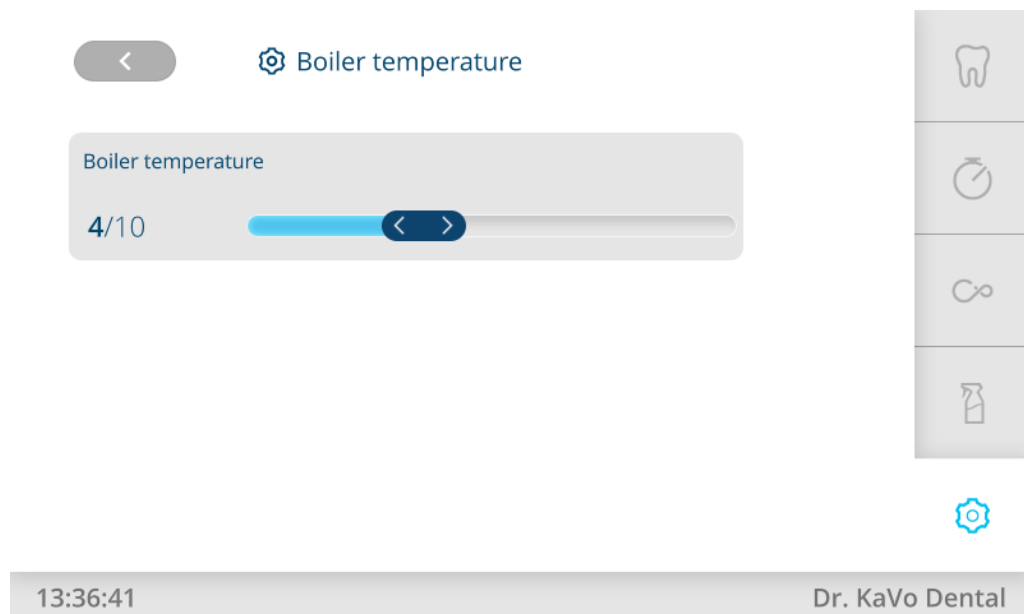 Boiler temperature
Boiler temperature
4/10
13:36:41
Dr. KaVo Dental